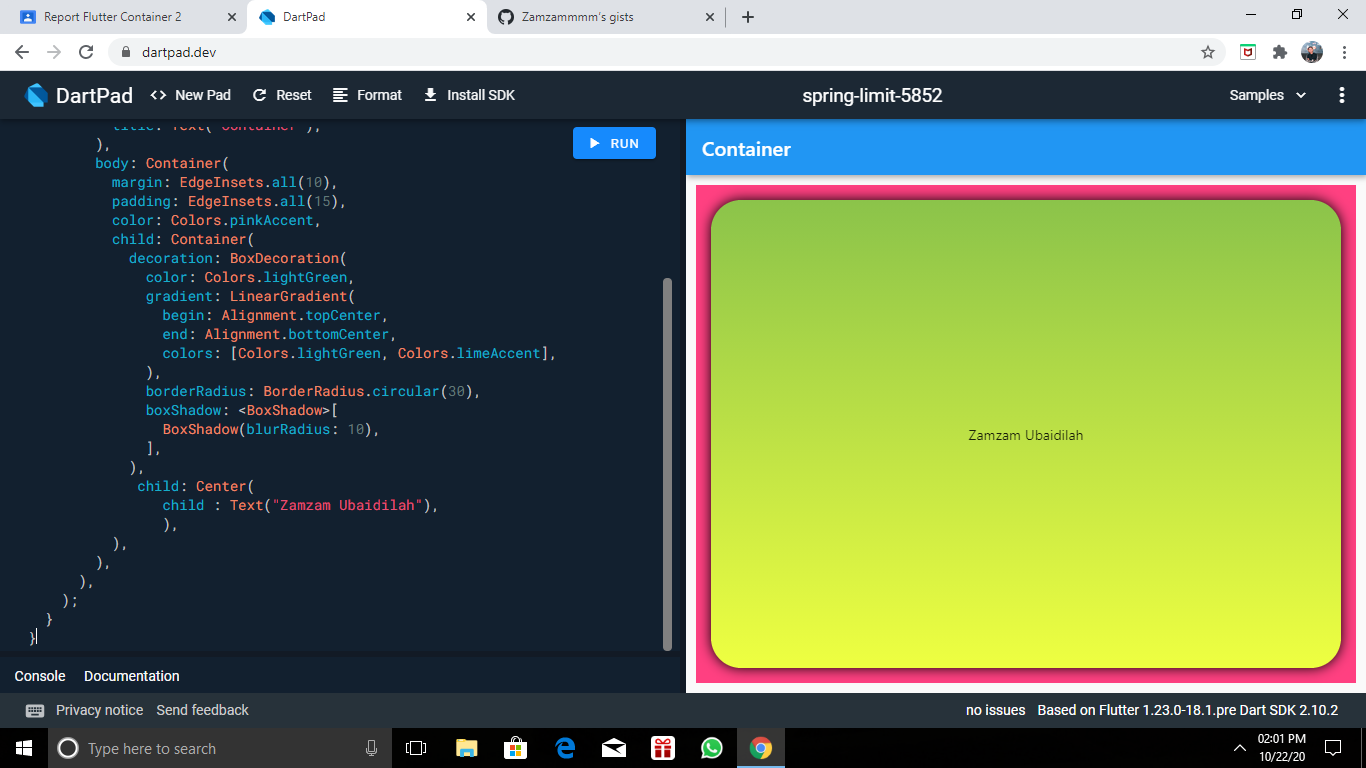 Report Flutter Container 2
DartPad
Zamzammmm's gists
dartpad.dev
DartPad
<> New Pad
Reset
Format
Install SDK
spring-limit-5852
Samples
title: Text("Container"),
),
body: Container(
margin: EdgeInsets.all(10),
padding: EdgeInsets.all(15),
color: Colors.pinkAccent,
child: Container(
decoration: BoxDecoration(
color: Colors.lightGreen,
gradient: LinearGradient(
begin: Alignment.topCenter,
end: Alignment.bottomCenter,
colors: [Colors.lightGreen, Colors.limeAccent],
),
borderRadius: BorderRadius.circular(30),
boxShadow: <BoxShadow>[
BoxShadow(blurRadius: 10),
],
),
child: Center(
child : Text("Zamzam Ubaidilah"),
),
),
),
),
);
}
}
RUN
Container
Zamzam Ubaidilah
Console
Documentation
Privacy notice
Send feedback
no issues
Based on Flutter 1.23.0-18.1.pre Dart SDK 2.10.2
Type here to search
02:01 PM
10/22/20